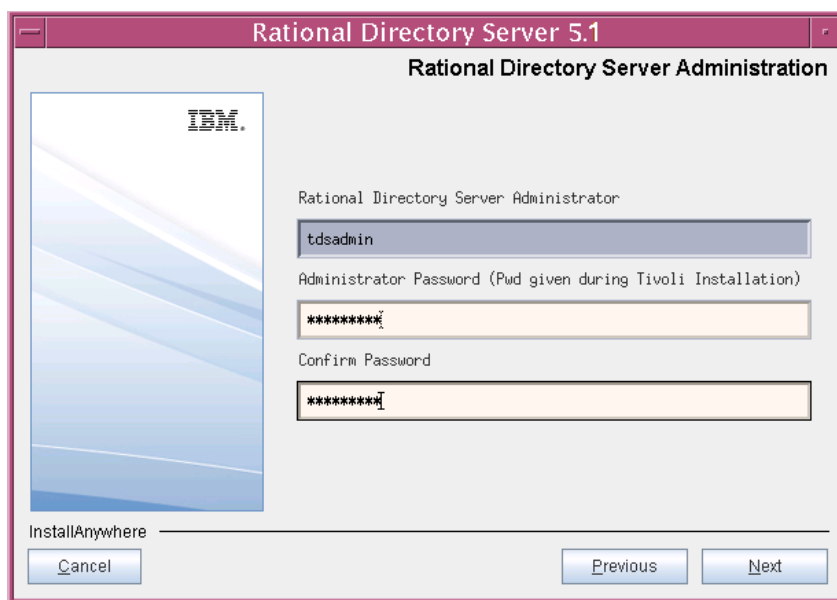 Rational Directory Server 5.1
Rational Directory Server Administration
IBM.
Rational Directory Server Administrator
tdsadmin
Administrator Password (Pwd given during Tivoli Installation)
*********
Confirm Password
*********
InstallAnywhere
Cancel
Previous
Next